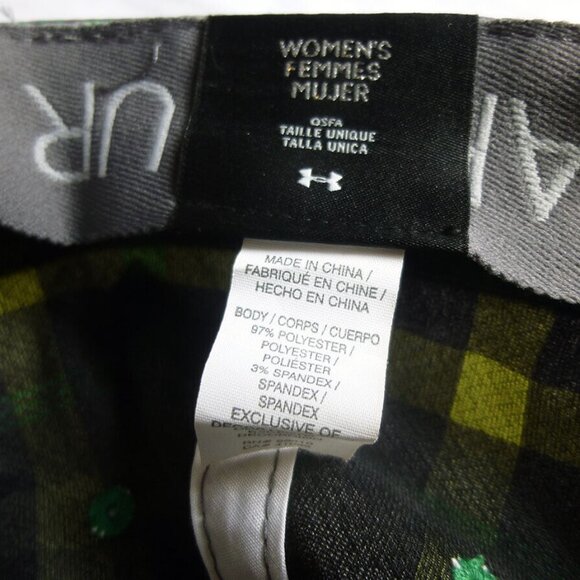 UR
WOMEN'S
FEMMES
MUJER
OSFA
TAILLE UNIQUE
TALLA UNICA
MADE IN CHINA /
FABRIQUÉ EN CHINE /
HECHO EN CHINA
BODY / CORPS / CUERPO
97% POLYESTER /
POLYESTER /
POLIÉSTER
3% SPANDEX /
SPANDEX /
SPANDEX
EXCLUSIVE OF